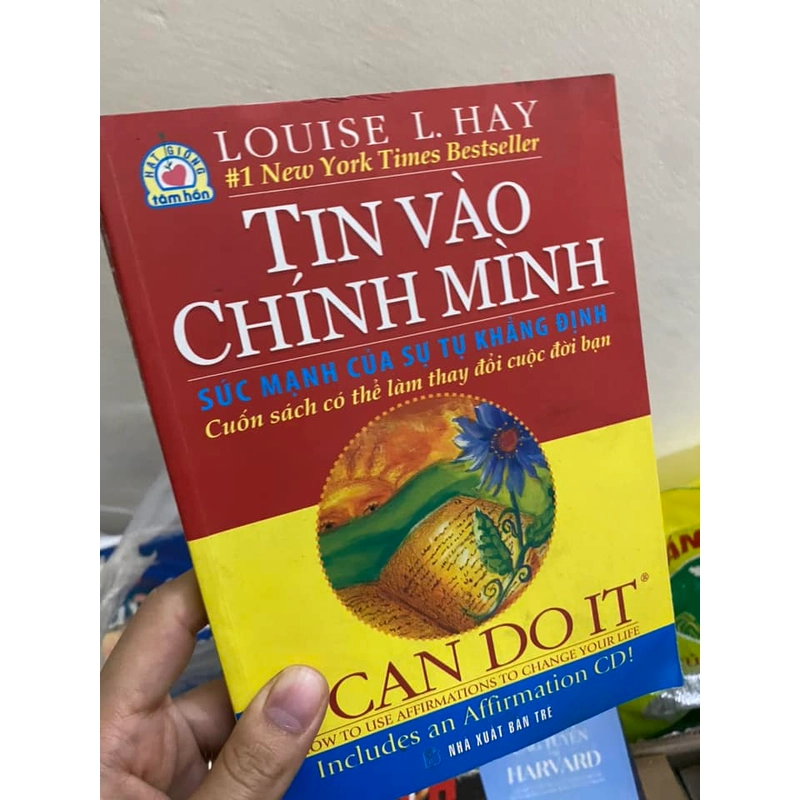 HẠT GIỐNG
tâm hồn
LOUISE L. HAY
#1 New York Times Bestseller
TIN VÀO
CHÍNH MÌNH
SỨC MẠNH CỦA SỰ TỰ KHẲNG ĐỊNH
Cuốn sách có thể làm thay đổi cuộc đời bạn
CAN DO IT®
HOW TO USE AFFIRMATIONS TO CHANGE YOUR LIFE
Includes an Affirmation CD!
NHÀ XUẤT BẢN TRẺ
HARVARD